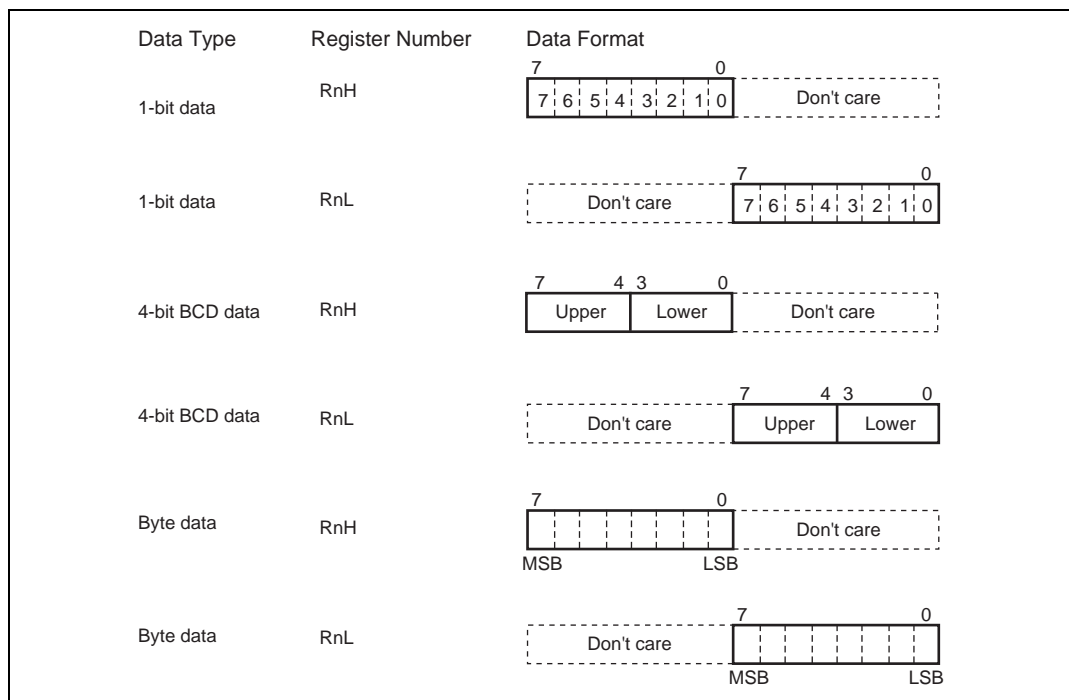 Data Type Register Number Data Format
7 0
1-bit data RnH 7 6 5 4 3 2 1 0 Don't care
7 0
1-bit data RnL Don't care 7 6 5 4 3 2 1 0
7 4 3 0
4-bit BCD data RnH Upper Lower Don't care
7 4 3 0
4-bit BCD data RnL Don't care Upper Lower
7 0
Byte data RnH Don't care
MSB LSB
7 0
Byte data RnL Don't care
MSB LSB